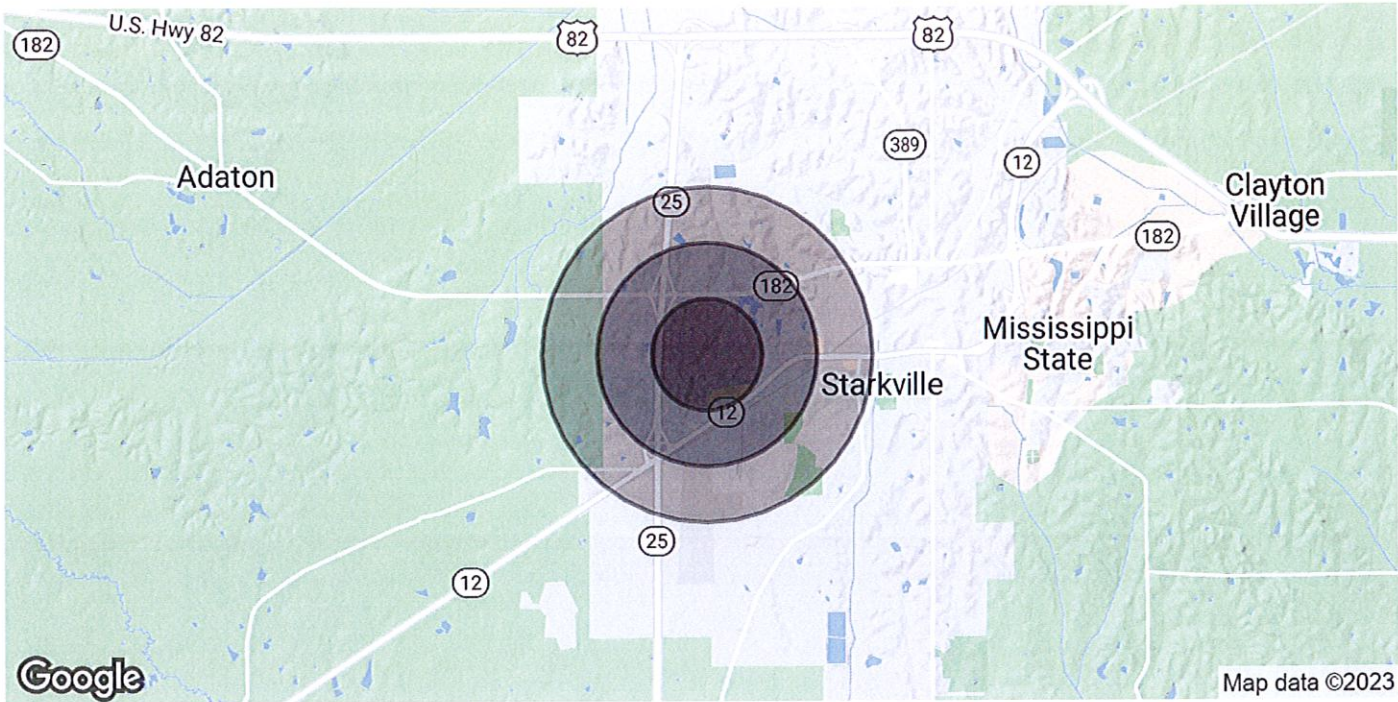 U.S. Hwy 82
182
82
82
389
12
Adaton
Clayton
Village
25
182
182
Mississippi
State
Starkville
12
25
12
Google
Map data ©2023